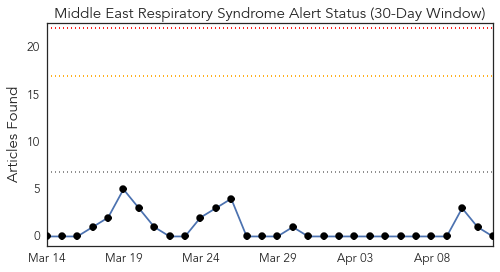 Middle East Respiratory Syndrome Alert Status (30-Day Window)
Articles Found
20
15
10
5
0
Mar 14 Mar 19 Mar 24 Mar 29 Apr 03 Apr 08